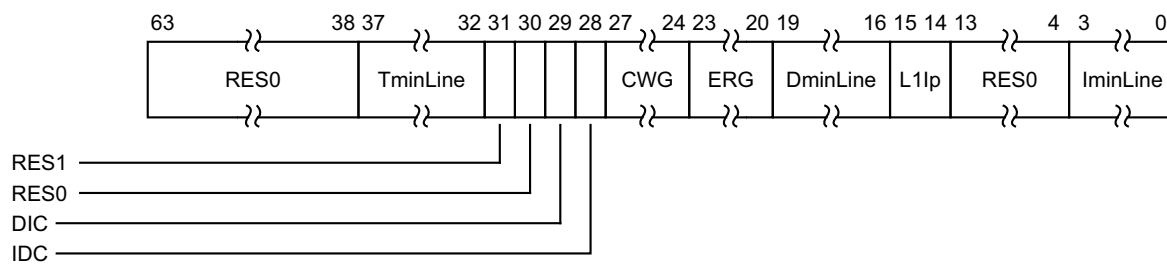 63 38 37 32 31 30 29 28 27 24 23 20 19 16 15 14 13 4 3 0
RES0 TminLine CWG ERG DminLine L1Ip RES0 IminLine
RES1
RES0
DIC
IDC